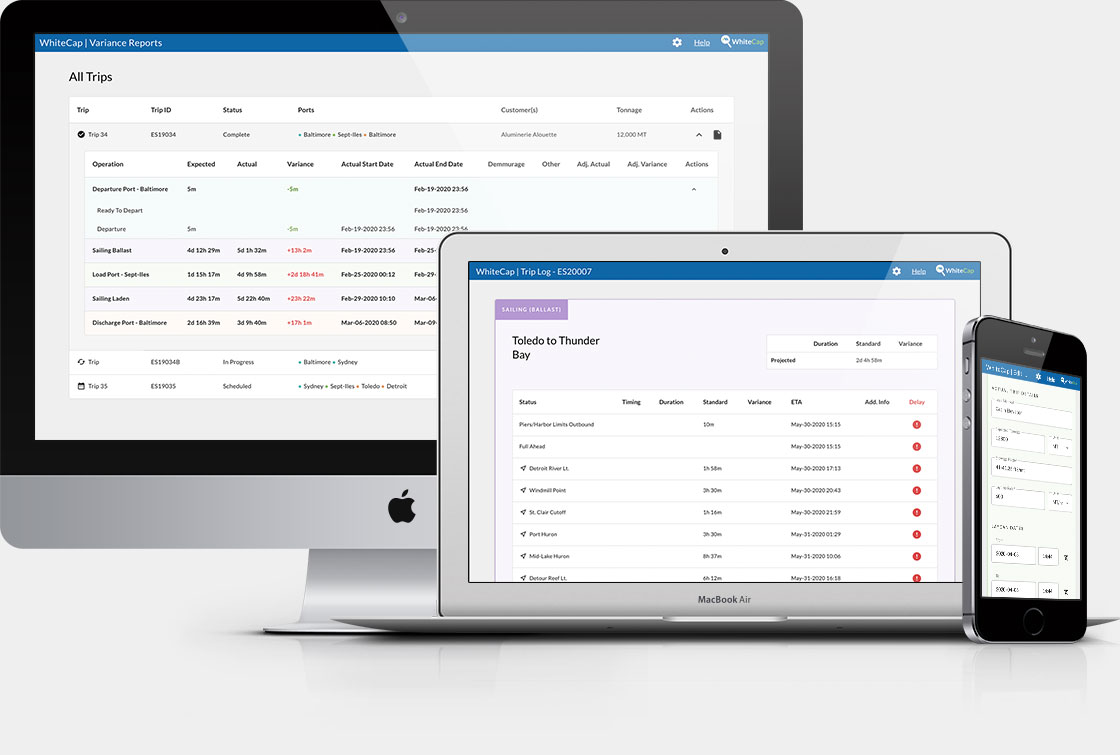 WhiteCap | Variance Reports
Help
WhiteCap
All Trips
Trip Trip ID Status Ports Customer(s) Tonnage Actions
Trip 34 ES19034 Complete • Baltimore • Sept-Iles • Baltimore Aluminerie Alouette 12,000 MT
Operation Expected Actual Variance Actual Start Date Actual End Date Demmurage Other Adj. Actual Adj. Variance Actions
Departure Port - Baltimore 5m -5m Feb-19-2020 23:56
Ready To Depart Feb-19-2020 23:56
Departure 5m -5m Feb-19-2020 23:56 Feb-19-2020 23:56
Sailing Ballast 4d 12h 29m 5d 1h 32m +13h 2m Feb-19-2020 23:56 Feb-25-
Load Port - Sept-Iles 1d 15h 17m 4d 9h 58m +2d 18h 41m Feb-25-2020 00:12 Feb-29-
Sailing Laden 4d 23h 17m 5d 22h 40m +23h 22m Feb-29-2020 10:10 Mar-06-
Discharge Port - Baltimore 2d 16h 39m 3d 9h 40m +17h 1m Mar-06-2020 08:50 Mar-09-
Trip ES19034B In Progress • Baltimore • Sydney
Trip 35 ES19035 Scheduled • Sydney • Sept-Iles • Toledo • Detroit
WhiteCap | Trip Log - ES20007
Help
WhiteCap
SAILING (BALLAST)
Toledo to Thunder
Bay
Duration Standard Variance
Projected 2d 4h 58m
Status Timing Duration Standard Variance ETA Add. Info Delay
Piers/Harbor Limits Outbound 10m May-30-2020 15:15
Full Ahead May-30-2020 15:15
Detroit River Lt. 1h 58m May-30-2020 17:13
Windmill Point 3h 30m May-30-2020 20:43
St. Clair Cutoff 1h 16m May-30-2020 21:59
Port Huron 3h 30m May-31-2020 01:29
Mid-Lake Huron 8h 37m May-31-2020 10:06
Detour Reef Lt. 6h 12m May-31-2020 16:18
MacBook Air
WhiteCap |
Help
2020-04-03
2020-04-03